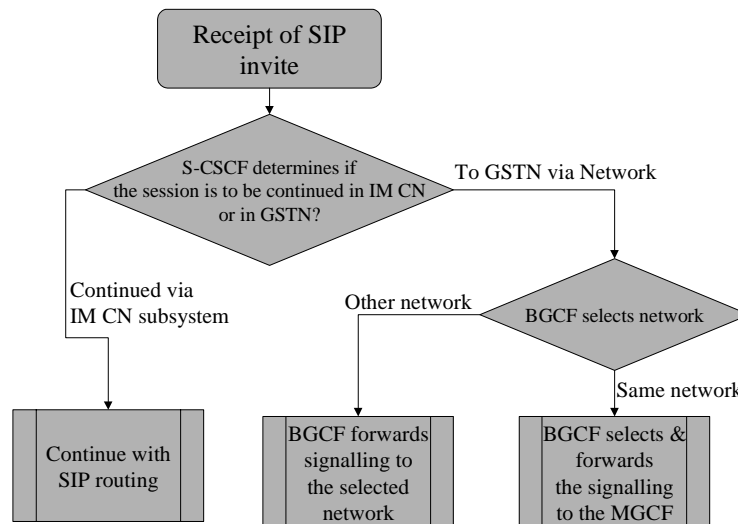 Receipt of SIP
invite
S-CSCF determines if
the session is to be continued in IM CN
or in GSTN?
To GSTN via Network
Continued via
IM CN subsystem
Other network
BGCF selects network
Same network
Continue with
SIP routing
BGCF forwards
signalling to
the selected
network
BGCF selects &
forwards
the signalling
to the MGCF